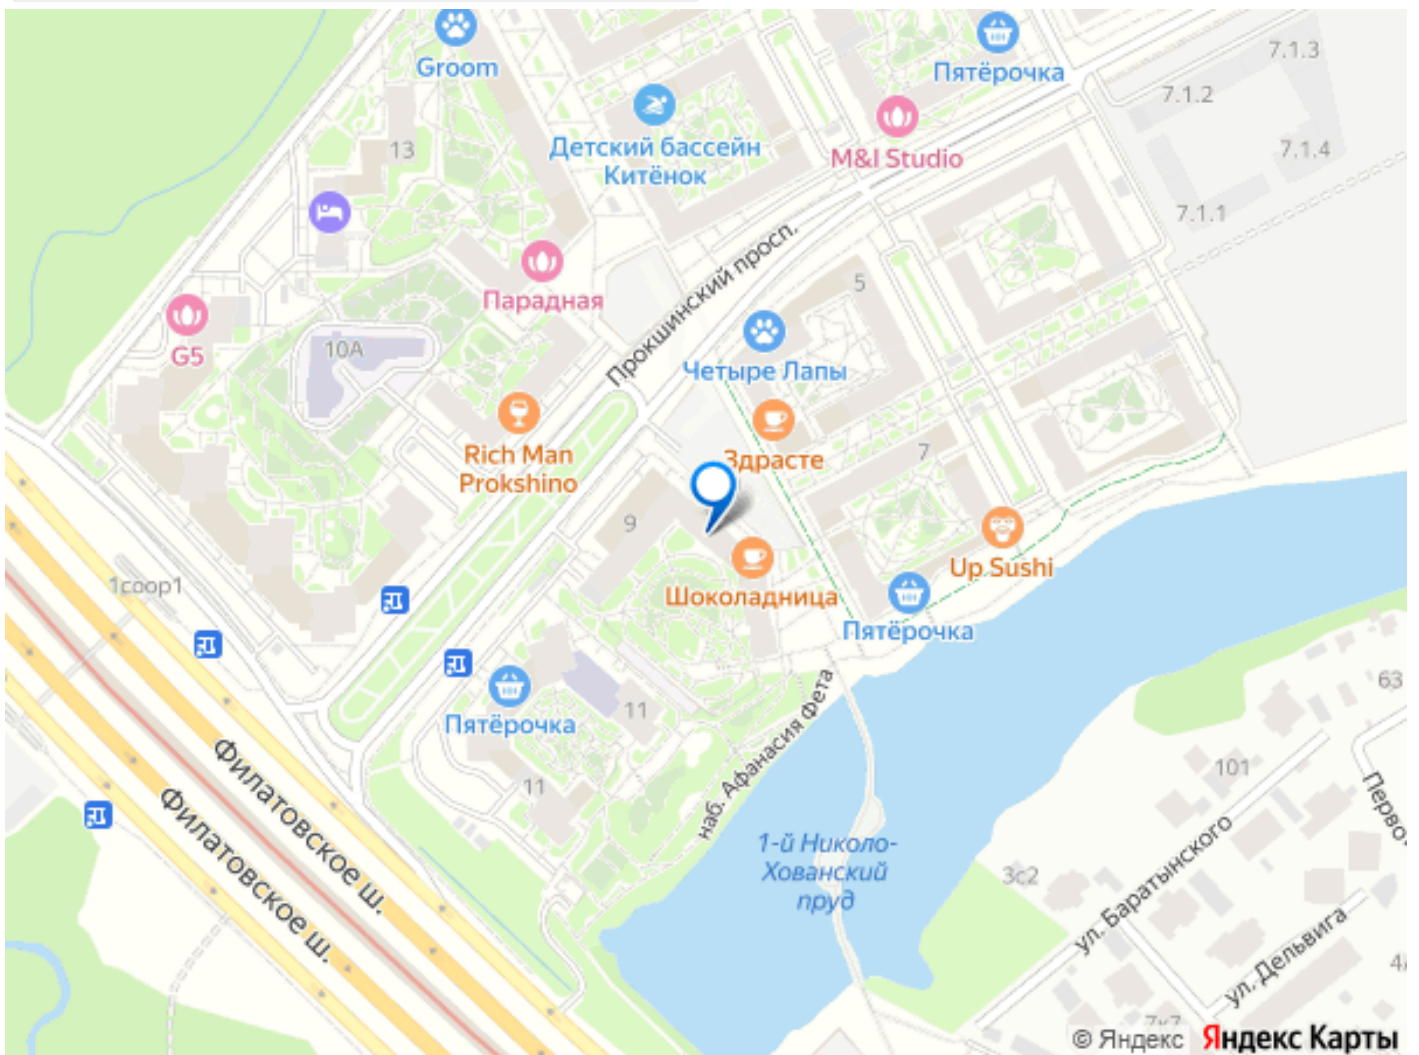 Groom
Пятёрочка
7.1.3
7.1.2
Детский бассейн
Китёнок
M&I Studio
13
7.1.4
7.1.1
Прокшинский просп.
Парадная
5
G5
10А
Четыре Лапы
Rich Man
Prokshino
Здрасте
7
9
1coop1
Шоколадница
Up Sushi
Пятёрочка
Пятёрочка
11
11
наб. Афанасия Фета
63
101
Филатовское ш.
Филатовское ш.
1-й Николо-
Хованский
пруд
3с2
ул. Баратынского
ул. Дельвига
© Яндекс Яндекс Карты